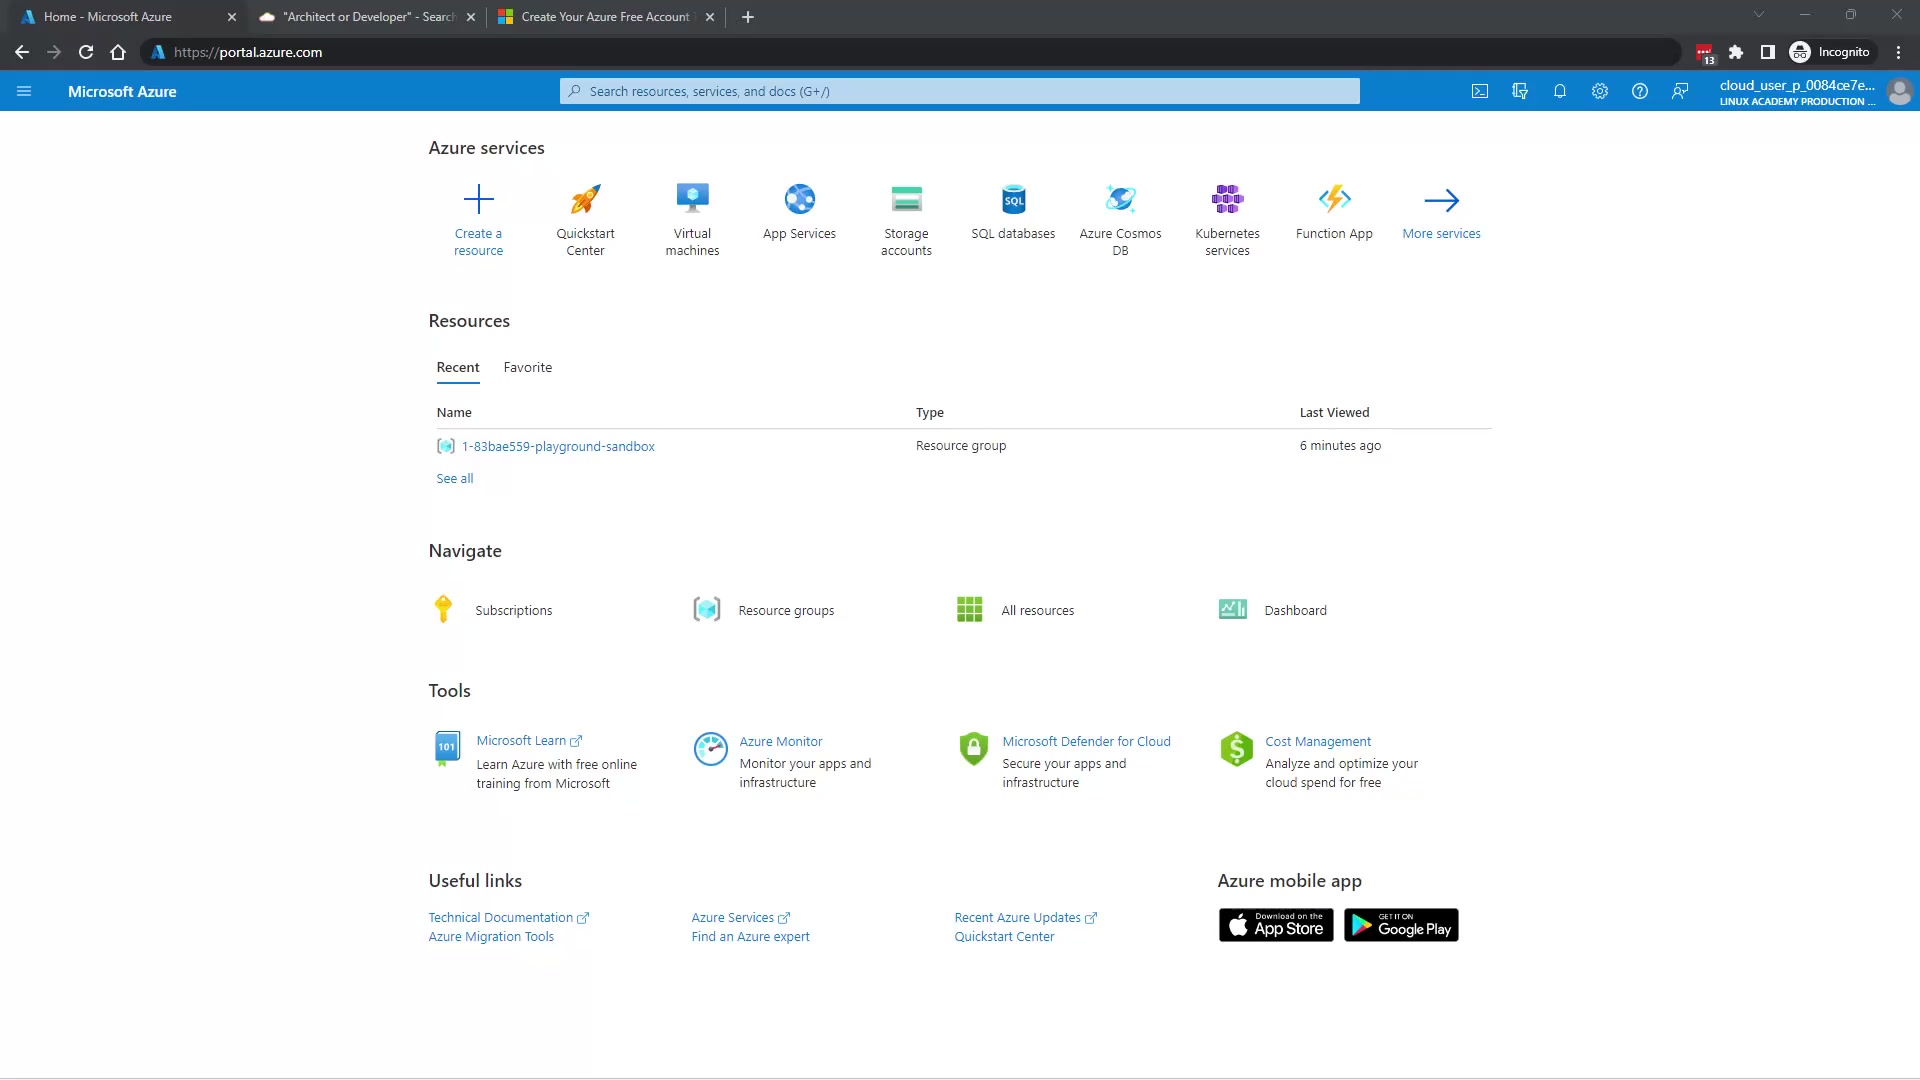 Home - Microsoft Azure
"Architect or Developer" - Search
Create Your Azure Free Account
https://portal.azure.com
13
Incognito
Microsoft Azure
Search resources, services, and docs (G+/)
cloud_user_p_0084ce7e...
LINUX ACADEMY PRODUCTION ...
Azure services
Create a
resource
Quickstart
Center
Virtual
machines
App Services
Storage
accounts
SQL
SQL databases
Azure Cosmos
DB
Kubernetes
services
Function App
More services
Resources
Recent
Favorite
Name
Type
Last Viewed
1-83bae559-playground-sandbox
Resource group
6 minutes ago
See all
Navigate
Subscriptions
Resource groups
All resources
Dashboard
Tools
101
Microsoft Learn
Learn Azure with free online
training from Microsoft
Azure Monitor
Monitor your apps and
infrastructure
Microsoft Defender for Cloud
Secure your apps and
infrastructure
$
Cost Management
Analyze and optimize your
cloud spend for free
Useful links
Technical Documentation
Azure Migration Tools
Azure Services
Find an Azure expert
Recent Azure Updates
Quickstart Center
Azure mobile app
Download on the
App Store
GET IT ON
Google Play